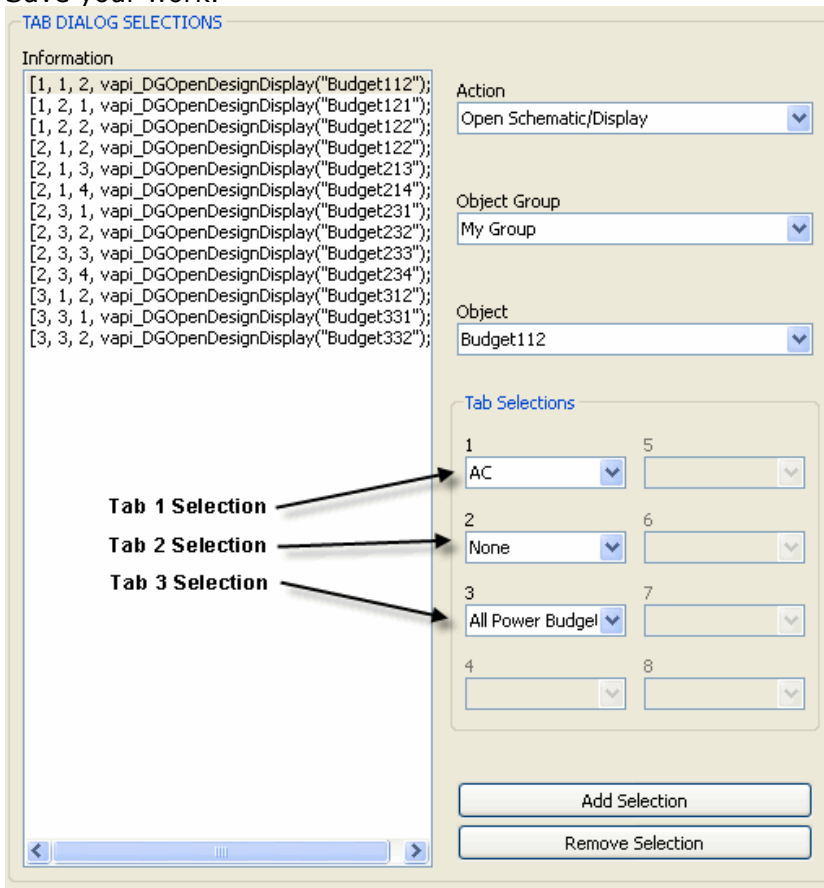 Save your work.
TAB DIALOG SELECTIONS
Information
[1, 1, 2, vapi_DGOpenDesignDisplay("Budget112");
[1, 2, 1, vapi_DGOpenDesignDisplay("Budget121");
[1, 2, 2, vapi_DGOpenDesignDisplay("Budget122");
[2, 1, 2, vapi_DGOpenDesignDisplay("Budget122");
[2, 1, 3, vapi_DGOpenDesignDisplay("Budget213");
[2, 1, 4, vapi_DGOpenDesignDisplay("Budget214");
[2, 3, 1, vapi_DGOpenDesignDisplay("Budget231");
[2, 3, 2, vapi_DGOpenDesignDisplay("Budget232");
[2, 3, 3, vapi_DGOpenDesignDisplay("Budget233");
[2, 3, 4, vapi_DGOpenDesignDisplay("Budget234");
[3, 1, 2, vapi_DGOpenDesignDisplay("Budget312");
[3, 3, 1, vapi_DGOpenDesignDisplay("Budget331");
[3, 3, 2, vapi_DGOpenDesignDisplay("Budget332");
Tab 1 Selection
Tab 2 Selection
Tab 3 Selection
Action
Open Schematic/Display
Object Group
My Group
Object
Budget112
Tab Selections
1 5
AC
2 6
None
3 7
All Power Budget
4 8
Add Selection
Remove Selection